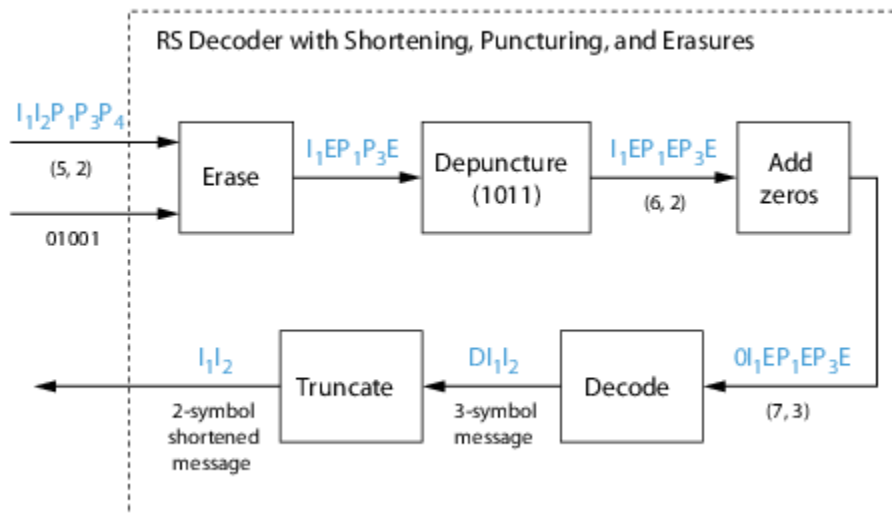 RS Decoder with Shortening, Puncturing, and Erasures
I₁I₂P₁P₃P₄
(5, 2)
01001
Erase
I₁EP₁P₃E
Depuncture
(1011)
I₁EP₁EP₃E
(6, 2)
Add
zeros
0I₁EP₁EP₃E
(7, 3)
Decode
DI₁I₂
3-symbol
message
Truncate
I₁I₂
2-symbol
shortened
message